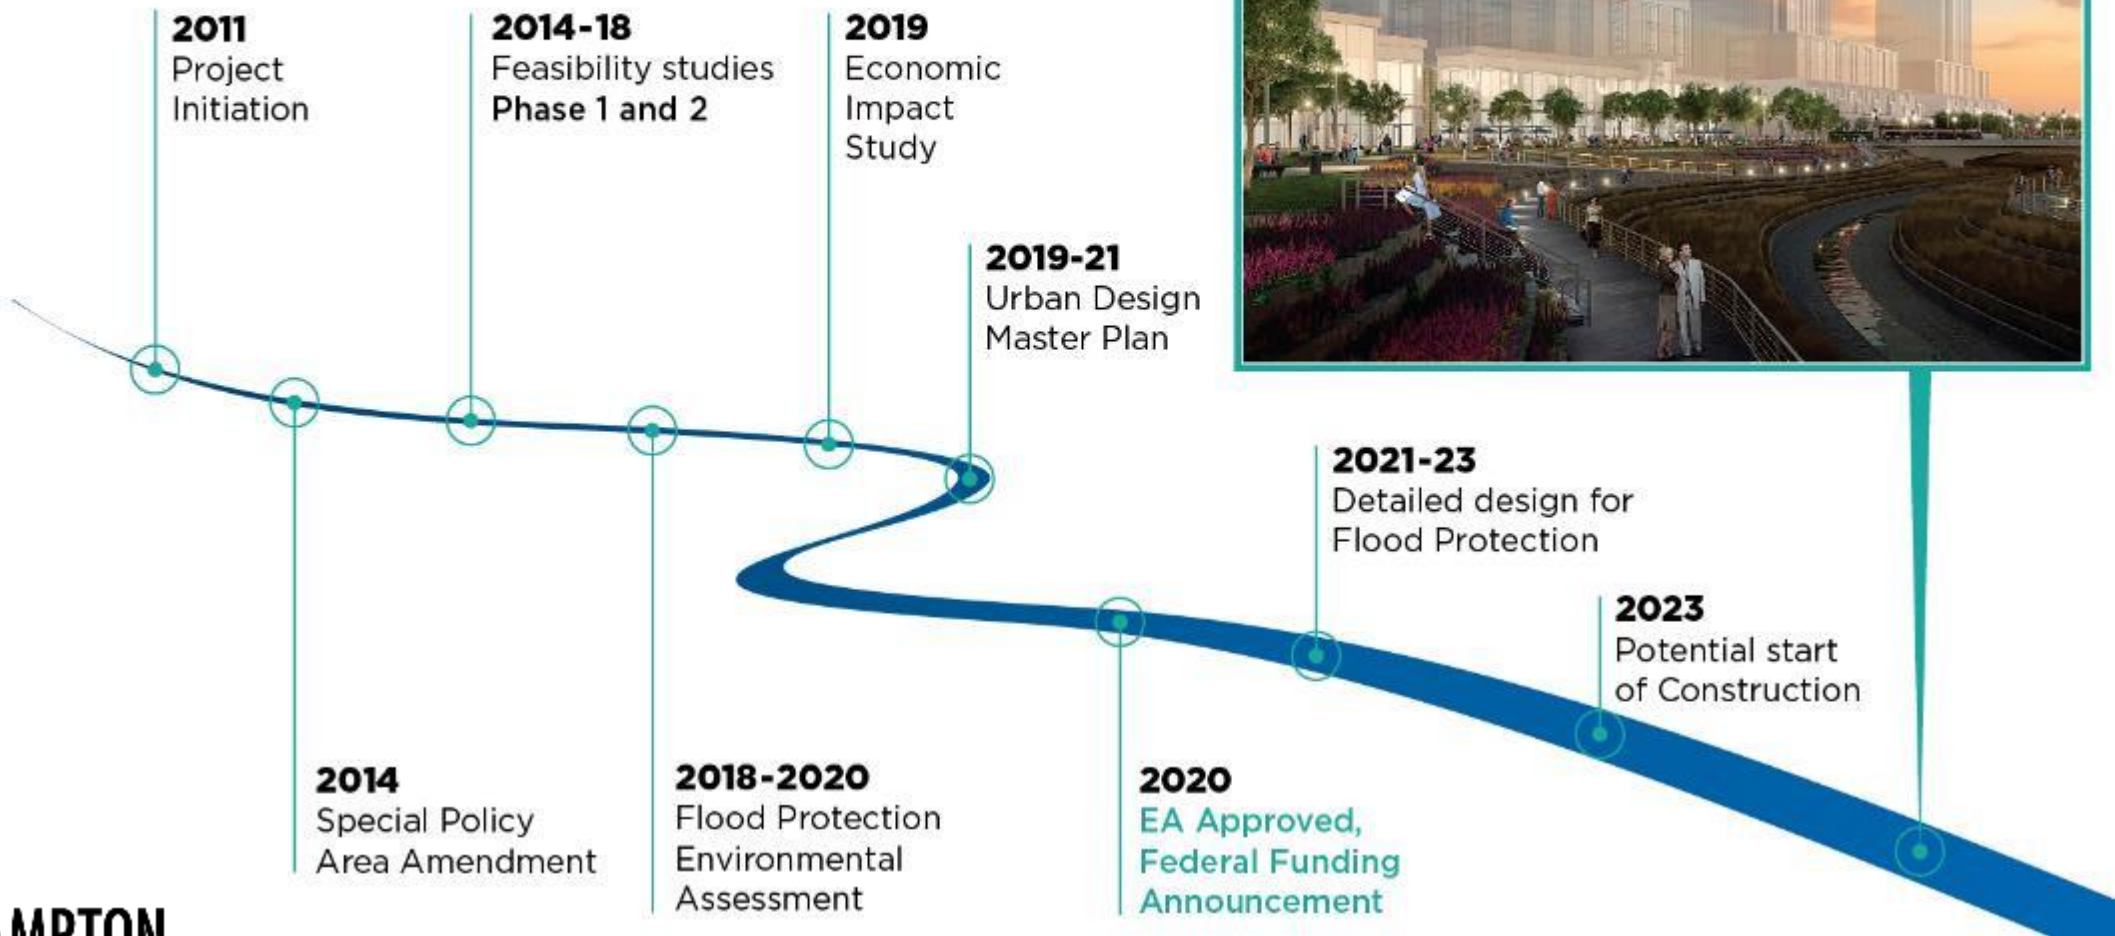 2011
Project
Initiation
2014-18
Feasibility studies
Phase 1 and 2
2019
Economic
Impact
Study
2019-21
Urban Design
Master Plan
2021-23
Detailed design for
Flood Protection
2023
Potential start
of Construction
2014
Special Policy
Area Amendment
2018-2020
Flood Protection
Environmental
Assessment
2020
EA Approved,
Federal Funding
Announcement